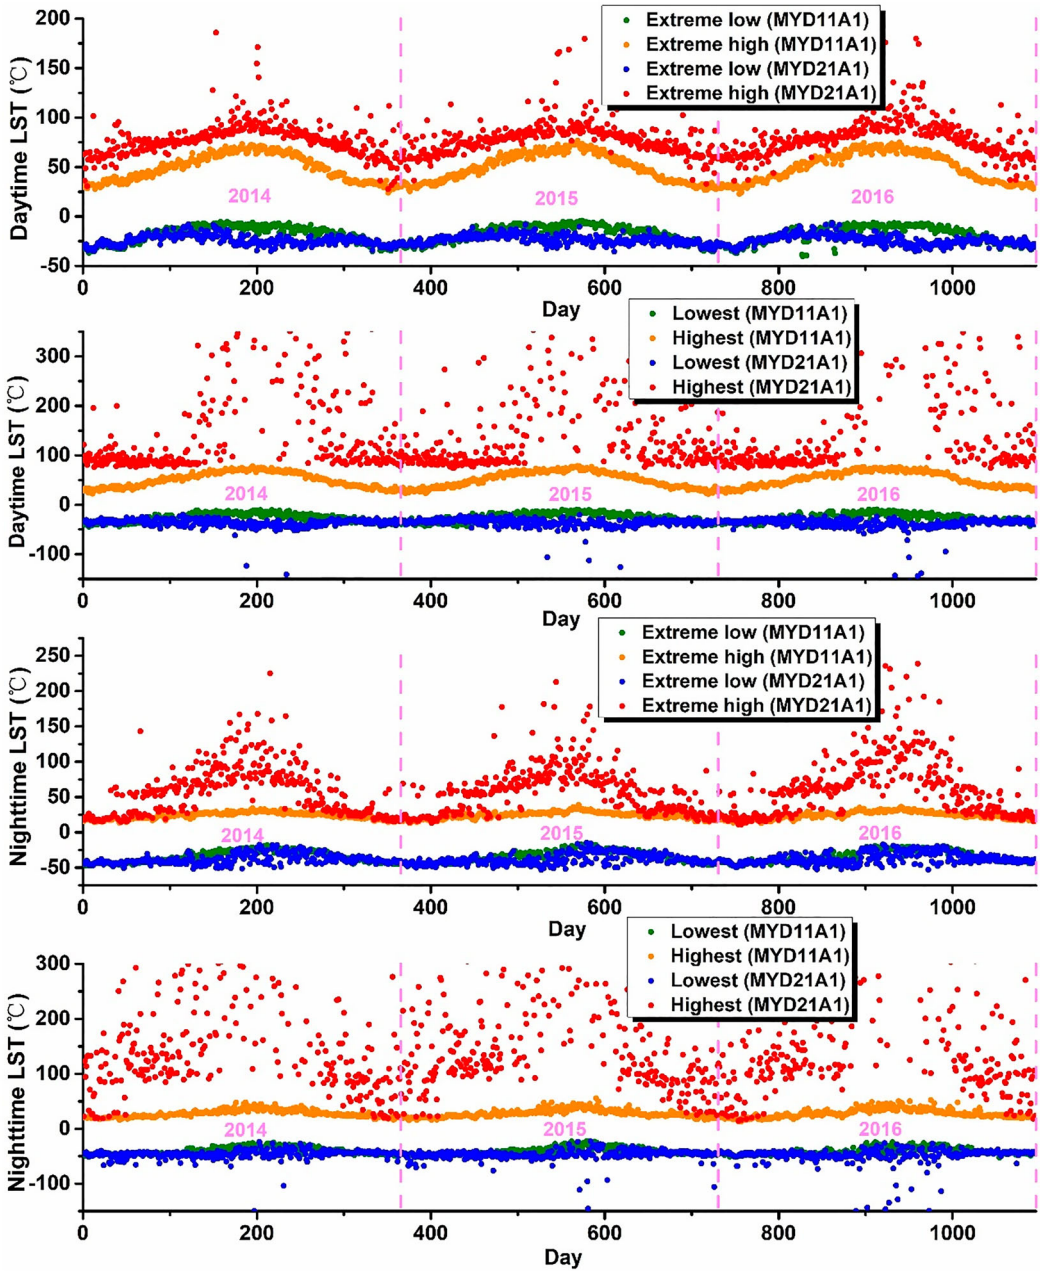 200
150
100
50
0
-50
Daytime LST (℃)
Extreme low (MYD11A1)
Extreme high (MYD11A1)
Extreme low (MYD21A1)
Extreme high (MYD21A1)
2014
2015
2016
0
200
400
600
800
1000
Day
300
200
100
0
-100
Daytime LST (℃)
Lowest (MYD11A1)
Highest (MYD11A1)
Lowest (MYD21A1)
Highest (MYD21A1)
2014
2015
2016
0
200
400
600
800
1000
Day
250
200
150
100
50
0
-50
Nighttime LST (℃)
Extreme low (MYD11A1)
Extreme high (MYD11A1)
Extreme low (MYD21A1)
Extreme high (MYD21A1)
2014
2015
2016
0
200
400
600
800
1000
Day
300
200
100
0
-100
Nighttime LST (℃)
Lowest (MYD11A1)
Highest (MYD11A1)
Lowest (MYD21A1)
Highest (MYD21A1)
2014
2015
2016
0
200
400
600
800
1000
Day